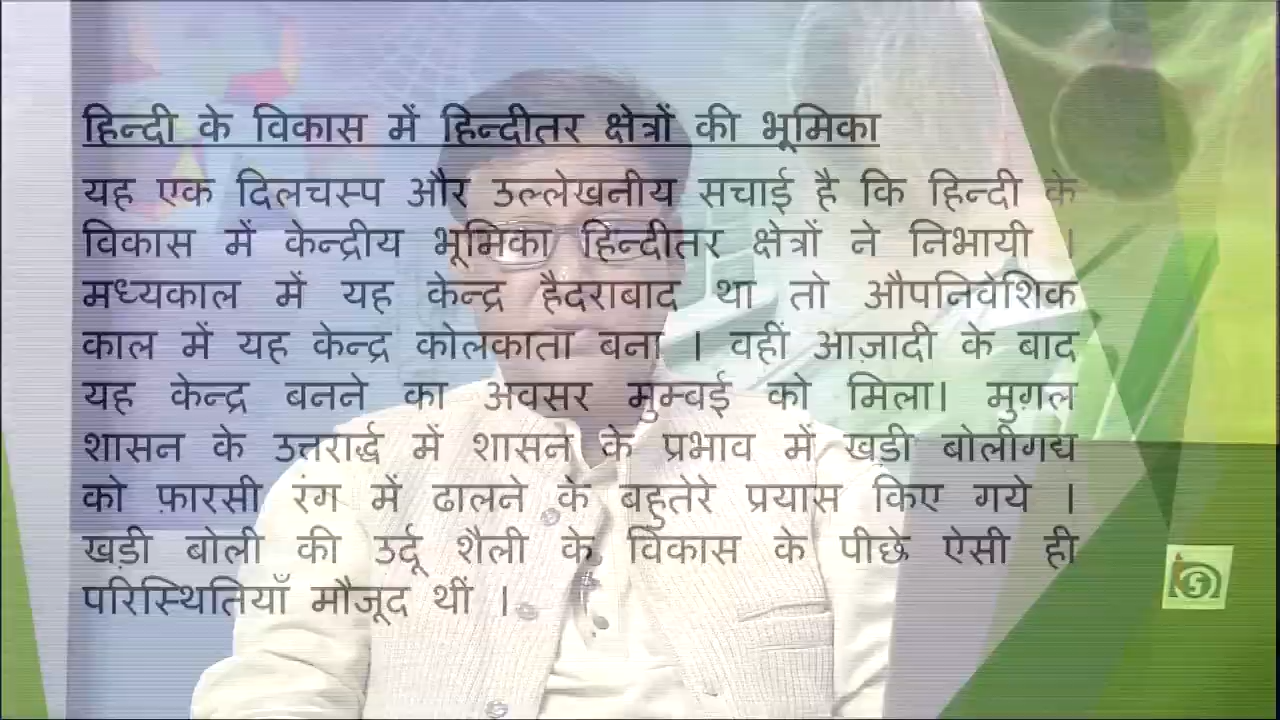 हिन्दी के विकास में हिन्दीतर क्षेत्रों की भूमिका
यह एक दिलचस्प और उल्लेखनीय सचाई है कि हिन्दी के
विकास में केन्द्रीय भूमिका हिन्दीतर क्षेत्रों ने निभायी ।
मध्यकाल में यह केन्द्र हैदराबाद था तो औपनिवेशिक
काल में यह केन्द्र कोलकाता बना । वहीं आज़ादी के बाद
यह केन्द्र बनने का अवसर मुम्बई को मिला। मुग़ल
शासन के उत्तरार्द्ध में शासन के प्रभाव में खडी बोलीगद्य
को फ़ारसी रंग में ढालने के बहुतेरे प्रयास किए गये ।
खड़ी बोली की उर्दू शैली के विकास के पीछे ऐसी ही
परिस्थितियाँ मौजूद थीं ।